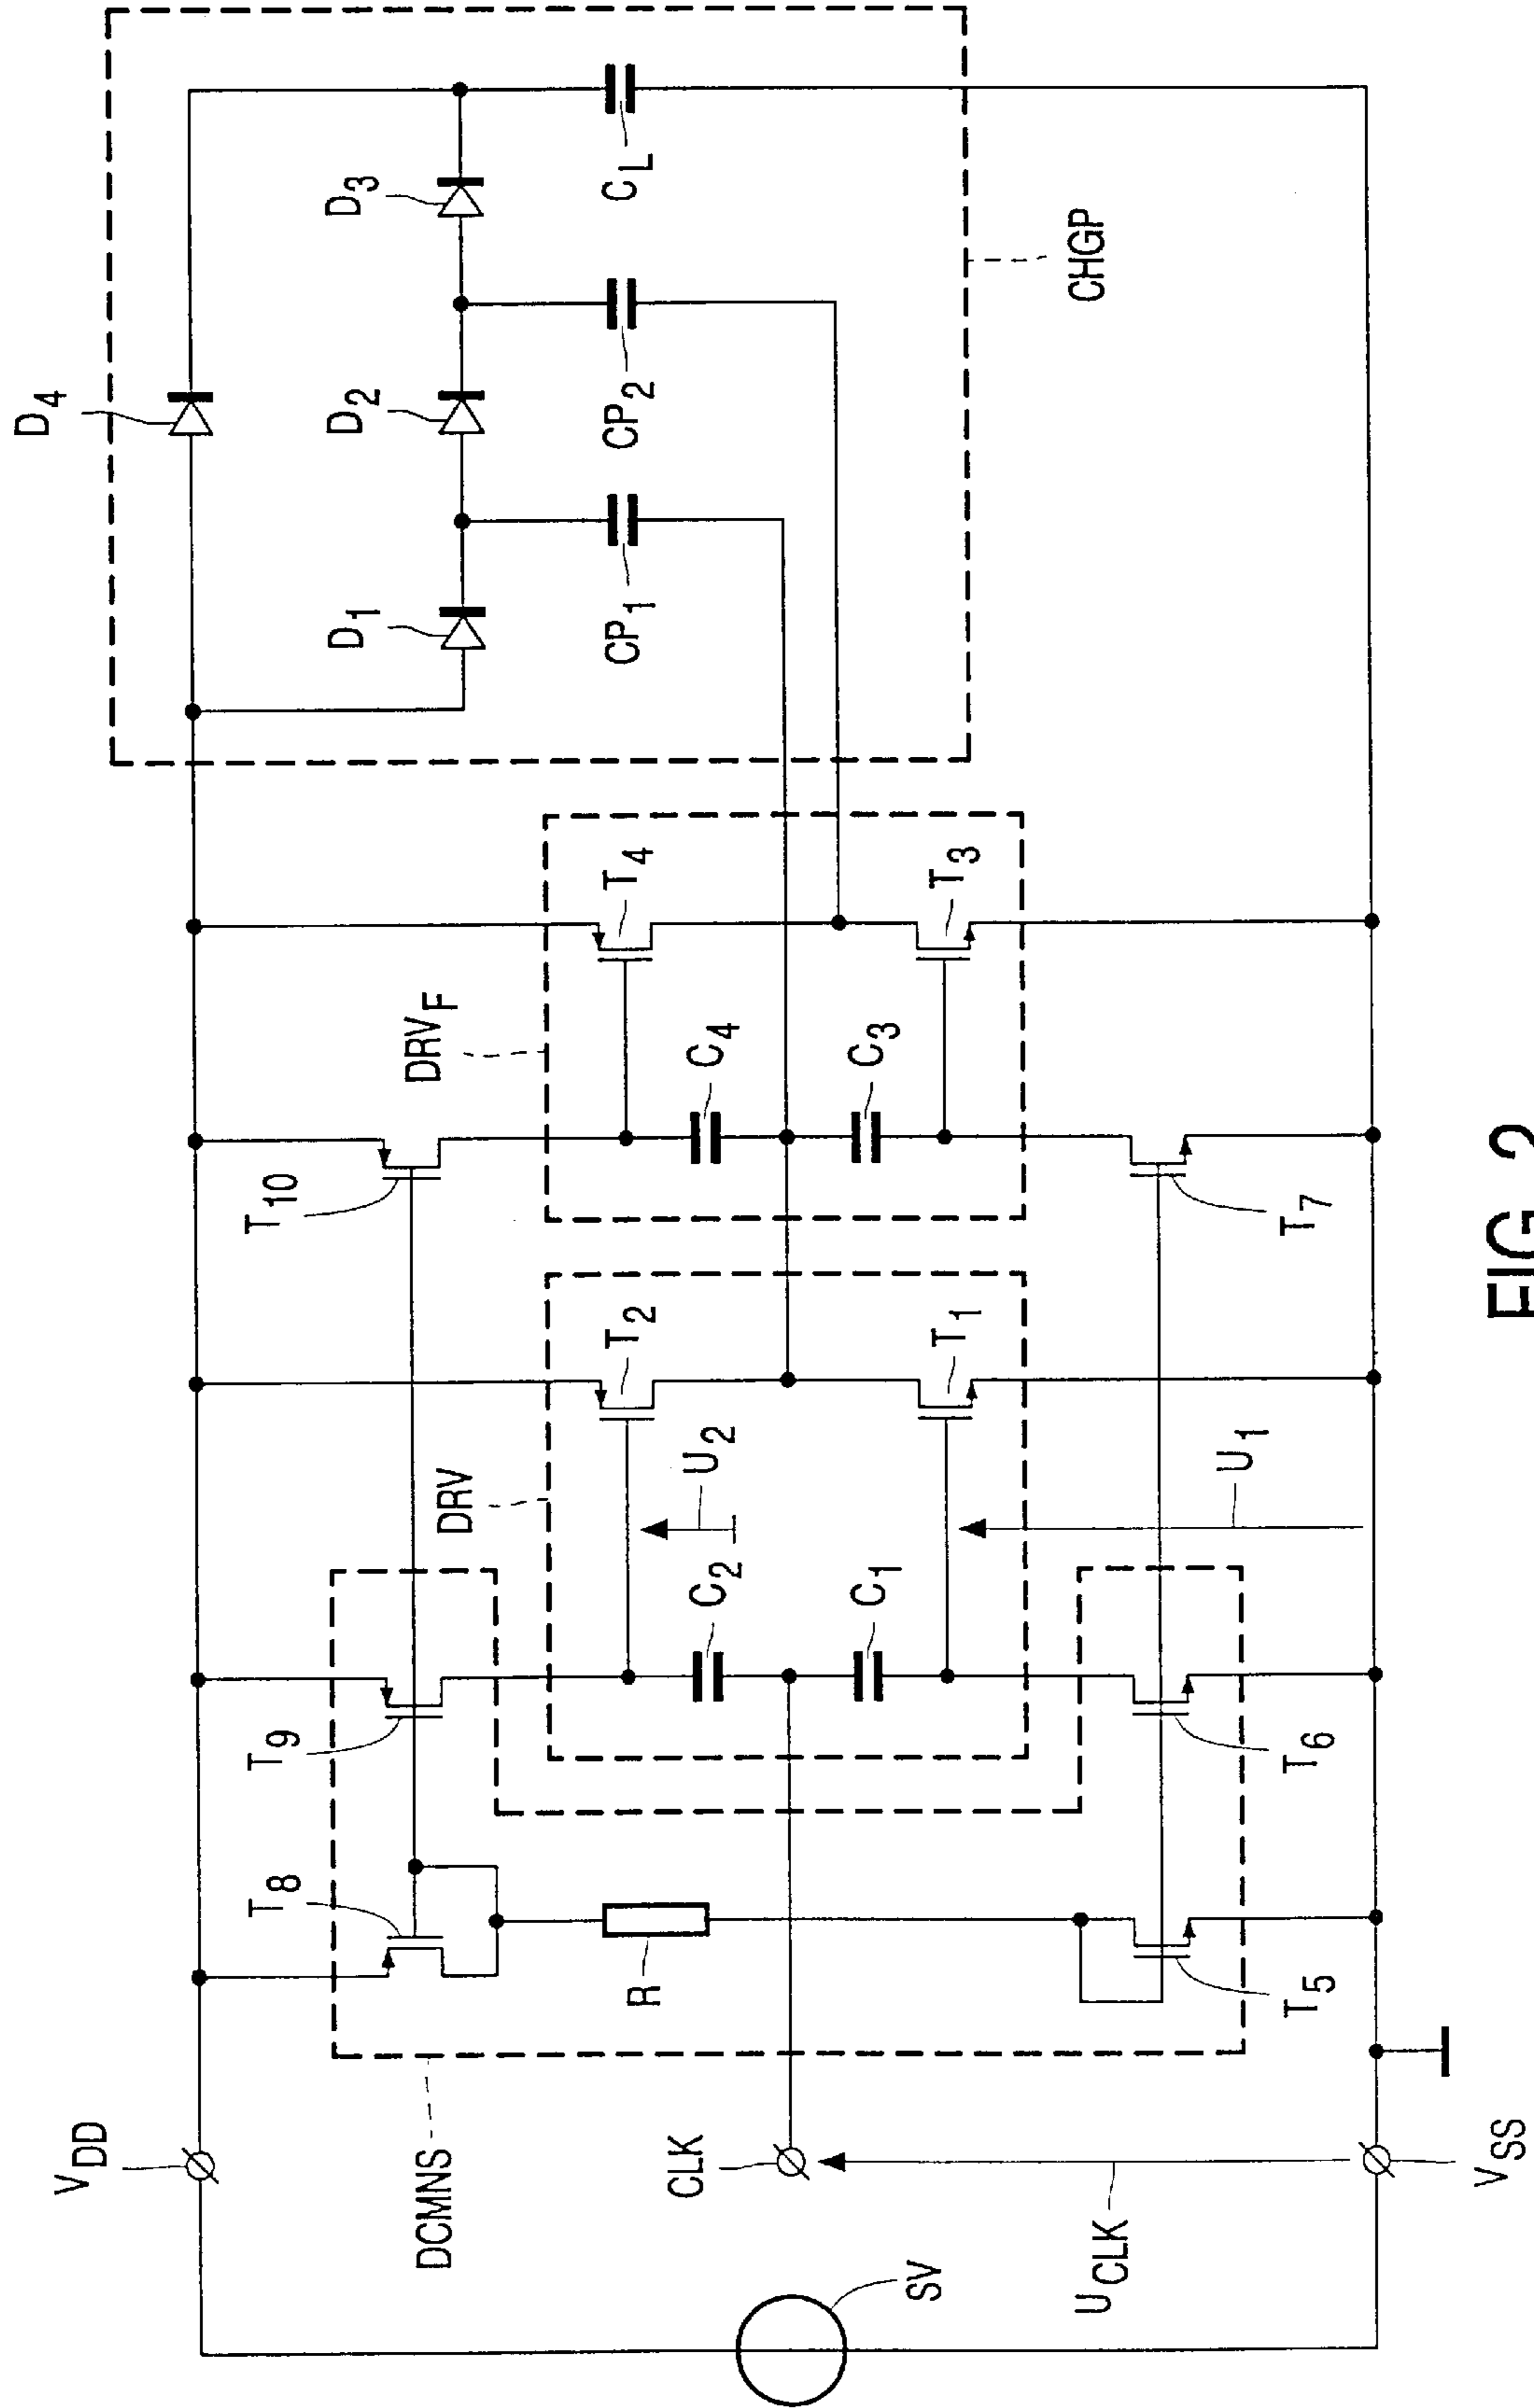 D4
D1
D2
D3
CP1
CP2
CL
CHGP
DRVF
T10
T4
C4
C3
T3
T7
DRV
T9
T2
U2
C2
C1
T1
U1
T6
T8
R
T5
VDD
DCMNS
CLK
UCLK
VSS
SV
FIG. 2